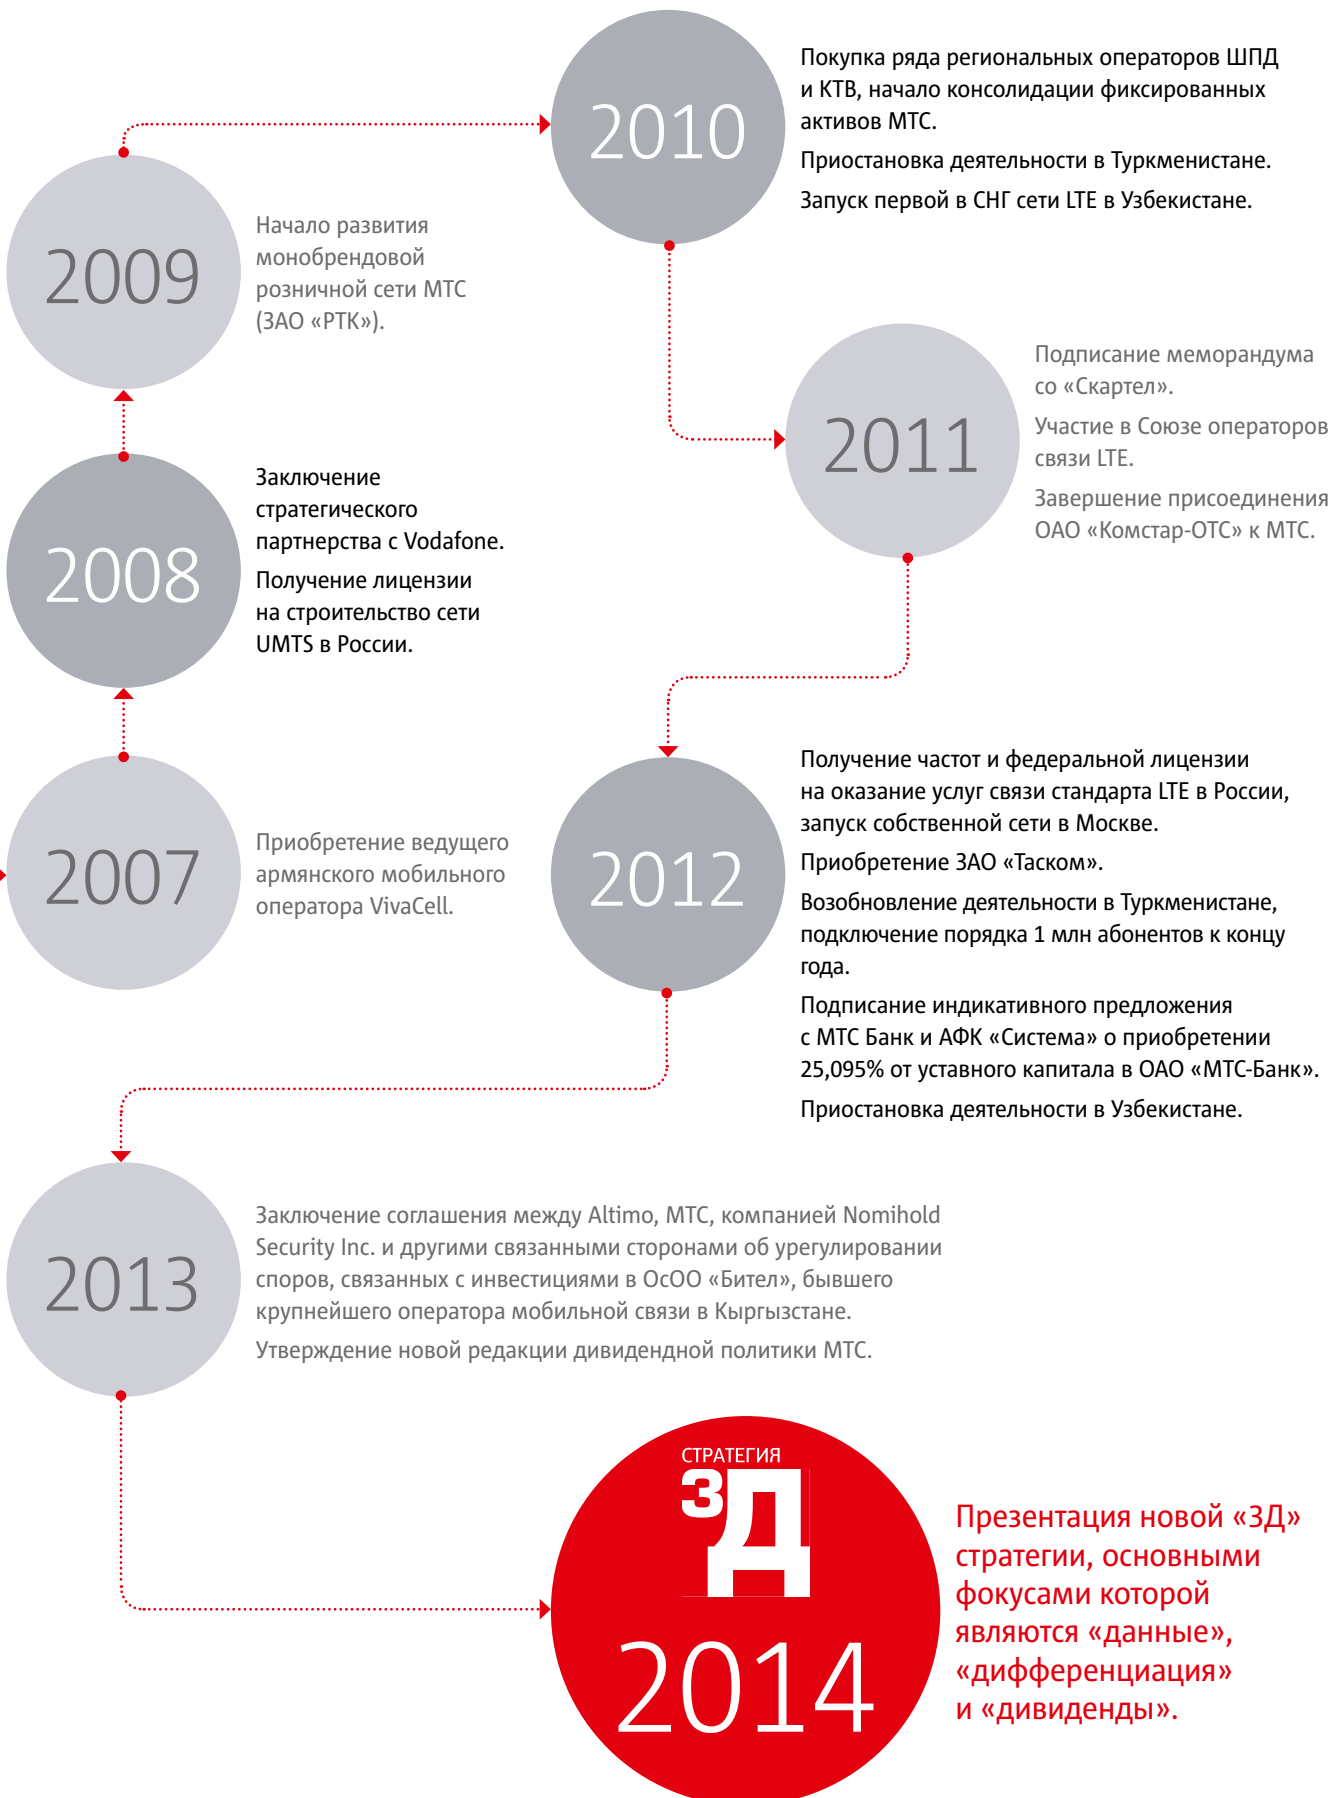 2007
Приобретение ведущего
армянского мобильного
оператора VivaCell.
2008
Заключение
стратегического
партнерства с Vodafone.
Получение лицензии
на строительство сети
UMTS в России.
2009
Начало развития
монобрендовой
розничной сети МТС
(ЗАО «РТК»).
2010
Покупка ряда региональных операторов ШПД
и КТВ, начало консолидации фиксированных
активов МТС.
Приостановка деятельности в Туркменистане.
Запуск первой в СНГ сети LTE в Узбекистане.
2011
Подписание меморандума
со «Скартел».
Участие в Союзе операторов
связи LTE.
Завершение присоединения
ОАО «Комстар-ОТС» к МТС.
2012
Получение частот и федеральной лицензии
на оказание услуг связи стандарта LTE в России,
запуск собственной сети в Москве.
Приобретение ЗАО «Таском».
Возобновление деятельности в Туркменистане,
подключение порядка 1 млн абонентов к концу
года.
Подписание индикативного предложения
с МТС Банк и АФК «Система» о приобретении
25,095% от уставного капитала в ОАО «МТС-Банк».
Приостановка деятельности в Узбекистане.
2013
Заключение соглашения между Altimo, МТС, компанией Nomihold
Security Inc. и другими связанными сторонами об урегулировании
споров, связанных с инвестициями в ОсОО «Бител», бывшего
крупнейшего оператора мобильной связи в Кыргызстане.
Утверждение новой редакции дивидендной политики МТС.
СТРАТЕГИЯ
3Д
2014
Презентация новой «3Д»
стратегии, основными
фокусами которой
являются «данные»,
«дифференциация»
и «дивиденды».